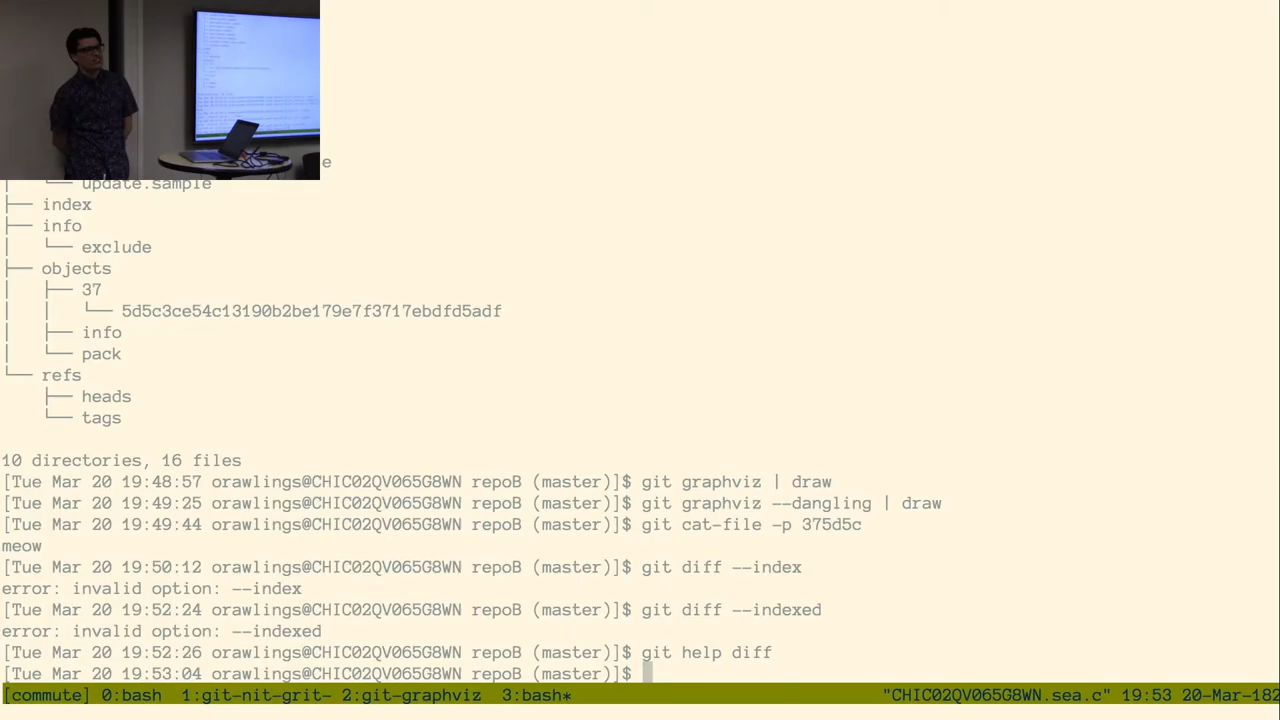 e
│   └── update.sample
├── index
├── info
│   └── exclude
├── objects
│   ├── 37
│   │   └── 5d5c3ce54c13190b2be179e7f3717ebdfd5adf
│   ├── info
│   └── pack
└── refs
    ├── heads
    └── tags
10 directories, 16 files
[Tue Mar 20 19:48:57 orawlings@CHIC02QV065G8WN repoB (master)]$ git graphviz | draw
[Tue Mar 20 19:49:25 orawlings@CHIC02QV065G8WN repoB (master)]$ git graphviz --dangling | draw
[Tue Mar 20 19:49:44 orawlings@CHIC02QV065G8WN repoB (master)]$ git cat-file -p 375d5c
meow
[Tue Mar 20 19:50:12 orawlings@CHIC02QV065G8WN repoB (master)]$ git diff --index
error: invalid option: --index
[Tue Mar 20 19:52:24 orawlings@CHIC02QV065G8WN repoB (master)]$ git diff --indexed
error: invalid option: --indexed
[Tue Mar 20 19:52:26 orawlings@CHIC02QV065G8WN repoB (master)]$ git help diff
[Tue Mar 20 19:53:04 orawlings@CHIC02QV065G8WN repoB (master)]$
[commute] 0:bash  1:git-nit-grit- 2:git-graphviz  3:bash* "CHIC02QV065G8WN.sea.c" 19:53 20-Mar-182